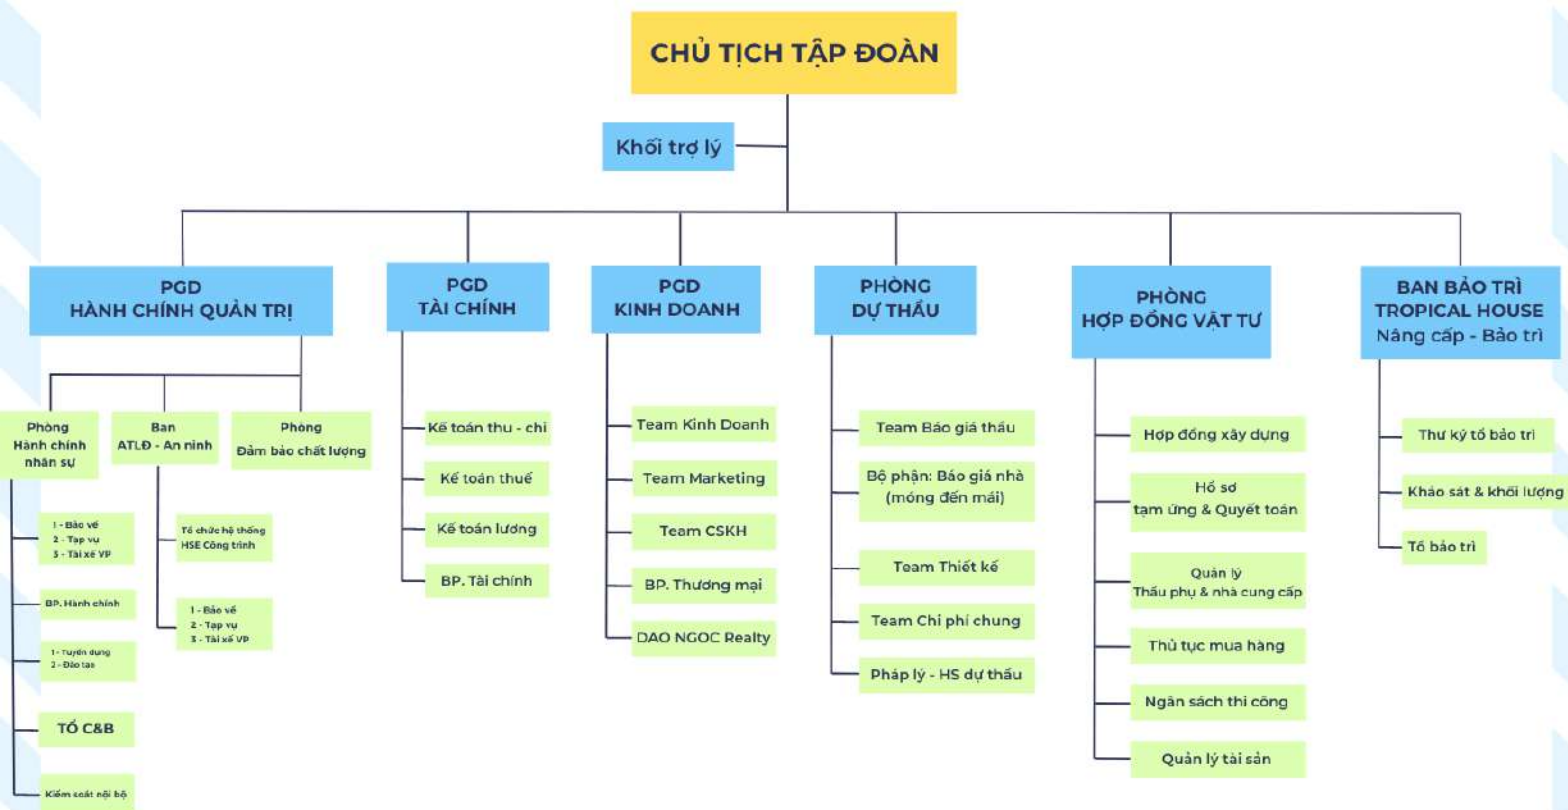 CHỦ TỊCH TẬP ĐOÀN
Khối trợ lý
PGD
HÀNH CHÍNH QUẢN TRỊ
Phòng
Hành chính
nhân sự
1 - Bảo vệ
2 - Tạp vụ
3 - Tài xế VP
BP. Hành chính
1 - Tuyển dụng
2 - Đào tạo
TỔ C&B
Kiểm soát nội bộ
Ban
ATLĐ - An ninh
Tổ chức hệ thống
HSE Công trình
1 - Bảo vệ
2 - Tạp vụ
3 - Tài xế VP
Phòng
Đảm bảo chất lượng
PGD
TÀI CHÍNH
Kế toán thu - chi
Kế toán thuế
Kế toán lương
BP. Tài chính
PGD
KINH DOANH
Team Kinh Doanh
Team Marketing
Team CSKH
BP. Thương mại
DAO NGOC Realty
PHÒNG
DỰ THẦU
Team Báo giá thầu
Bộ phận: Báo giá nhà
(móng đến mái)
Team Thiết kế
Team Chi phí chung
Pháp lý - HS dự thầu
PHÒNG
HỢP ĐỒNG VẬT TƯ
Hợp đồng xây dựng
Hồ sơ
tạm ứng & Quyết toán
Quản lý
Thầu phụ & nhà cung cấp
Thủ tục mua hàng
Ngân sách thi công
Quản lý tài sản
BAN BẢO TRÌ
TROPICAL HOUSE
Nâng cấp - Bảo trì
Thư ký tổ bảo trì
Khảo sát & khối lượng
Tổ bảo trì